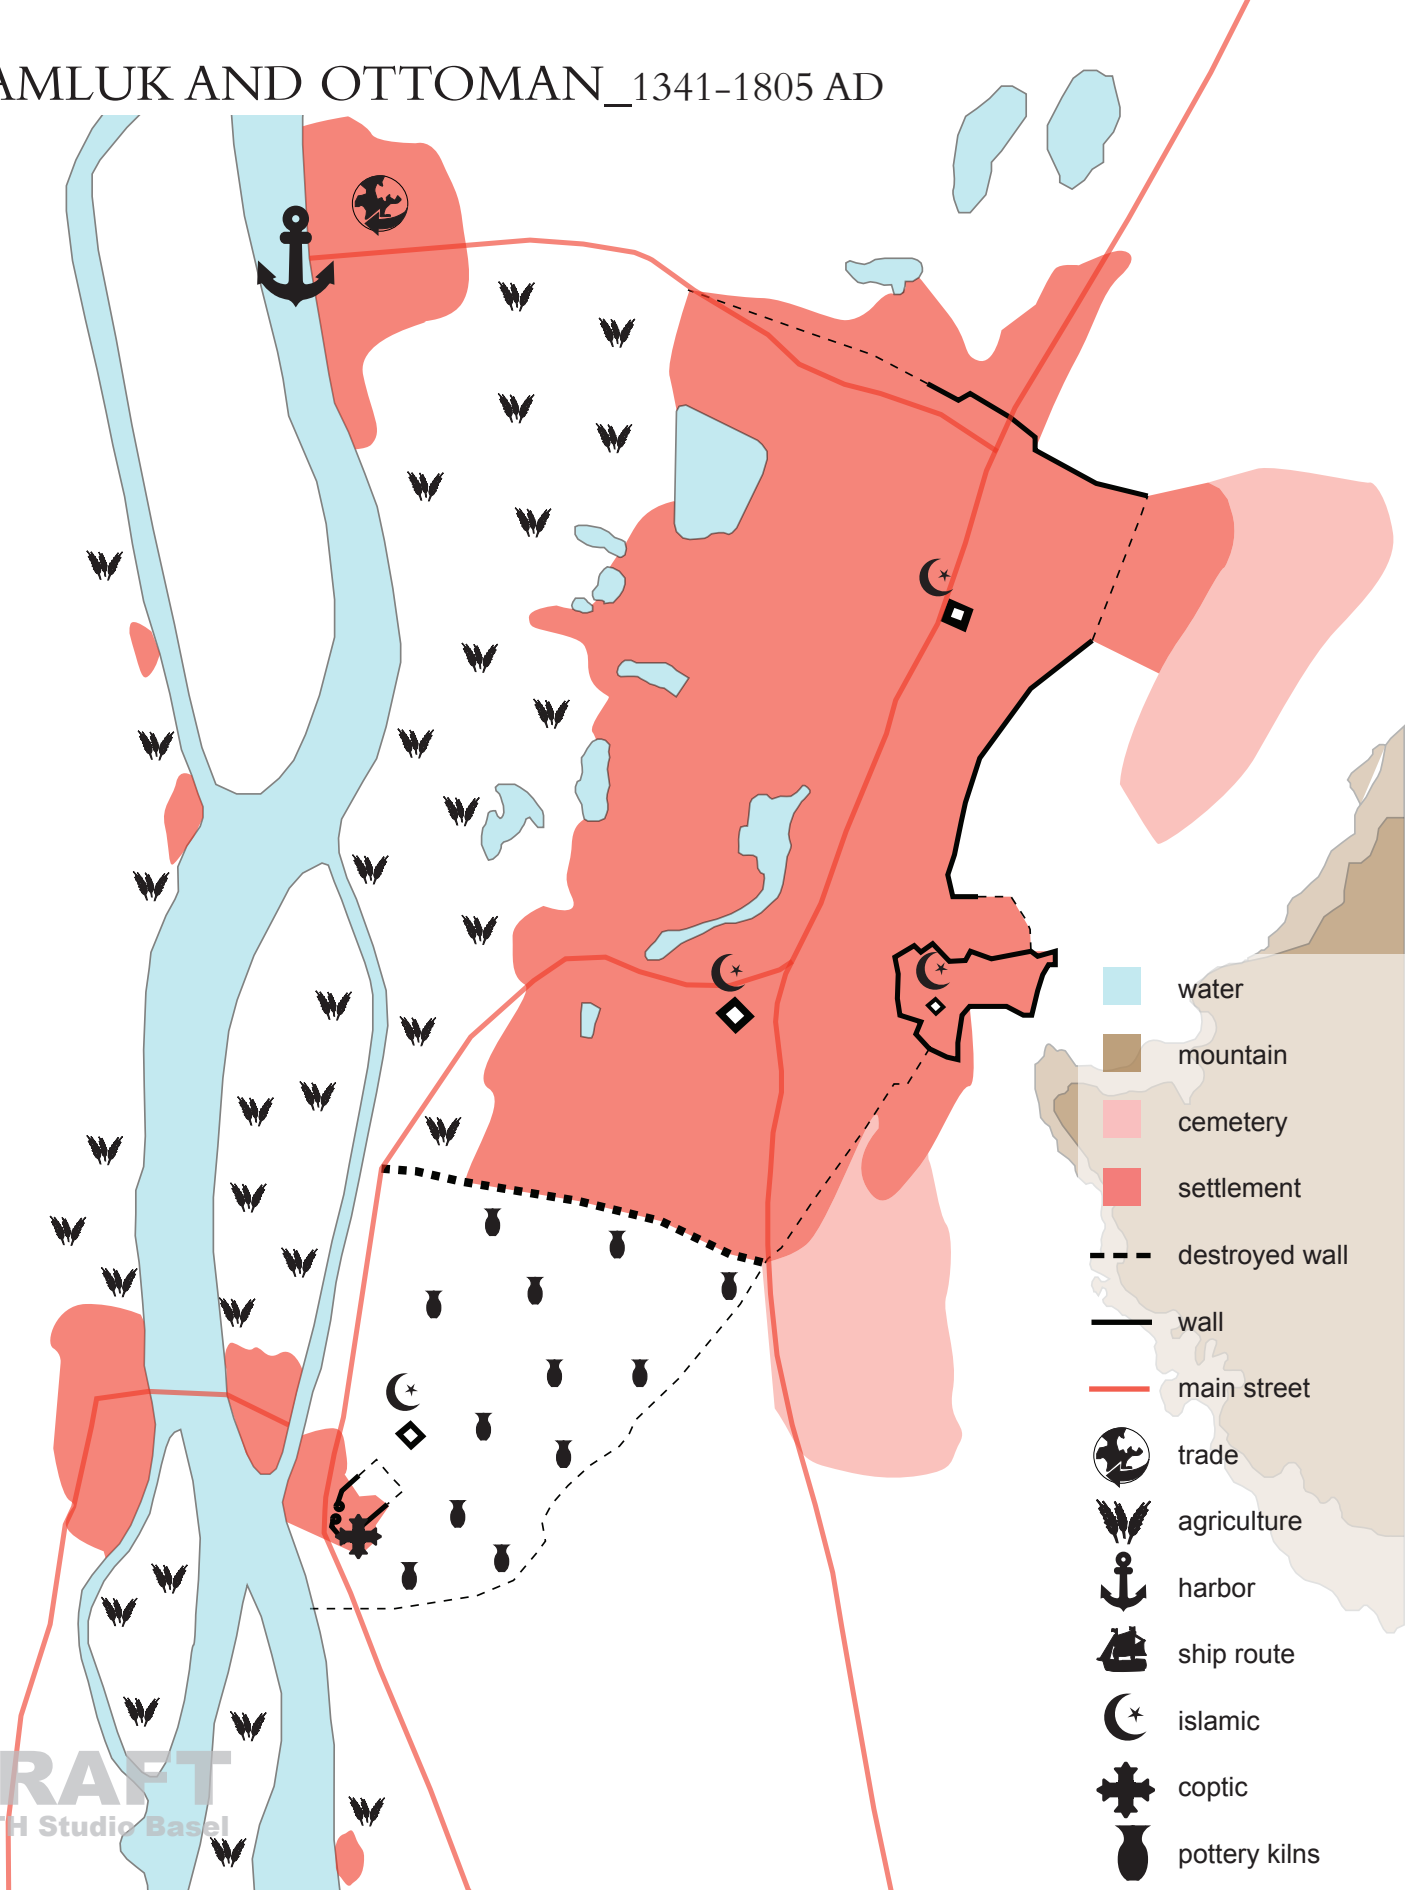 AMLUK AND OTTOMAN_1341-1805 AD
water
mountain
cemetery
settlement
destroyed wall
wall
main street
trade
agriculture
harbor
ship route
islamic
coptic
pottery kilns
RAFT
TH Studio Basel